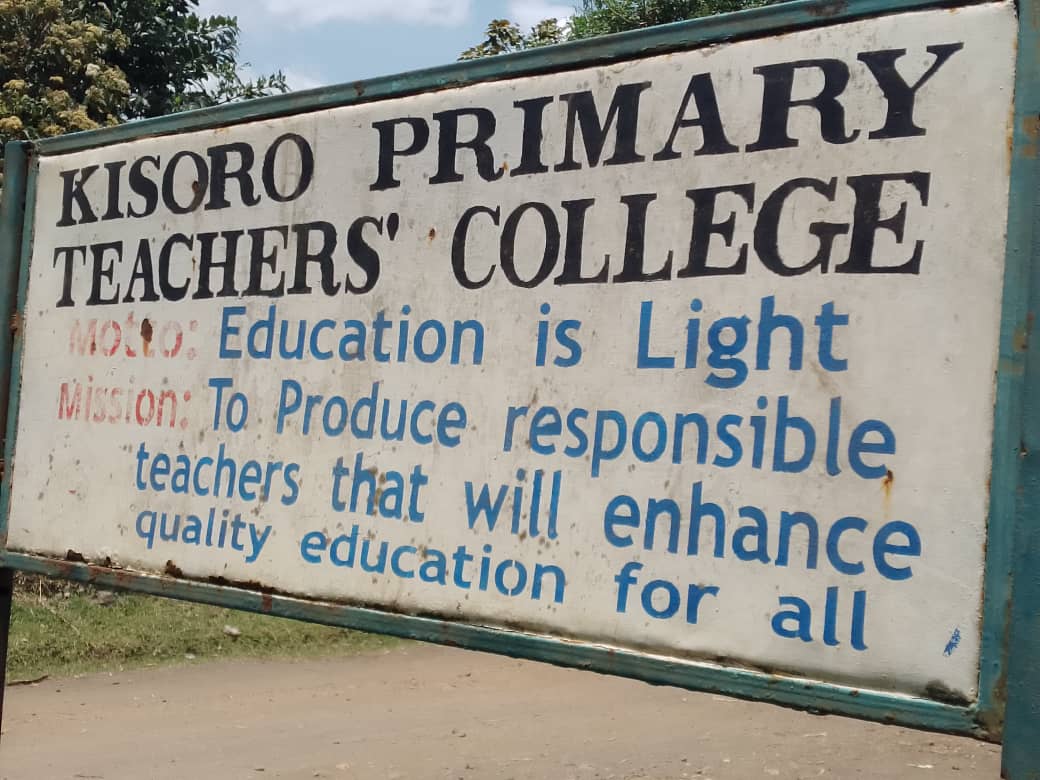 KISORO PRIMARY
TEACHERS' COLLEGE
Motto: Education is Light
Mission: To Produce responsible
teachers that will enhance
quality education for all